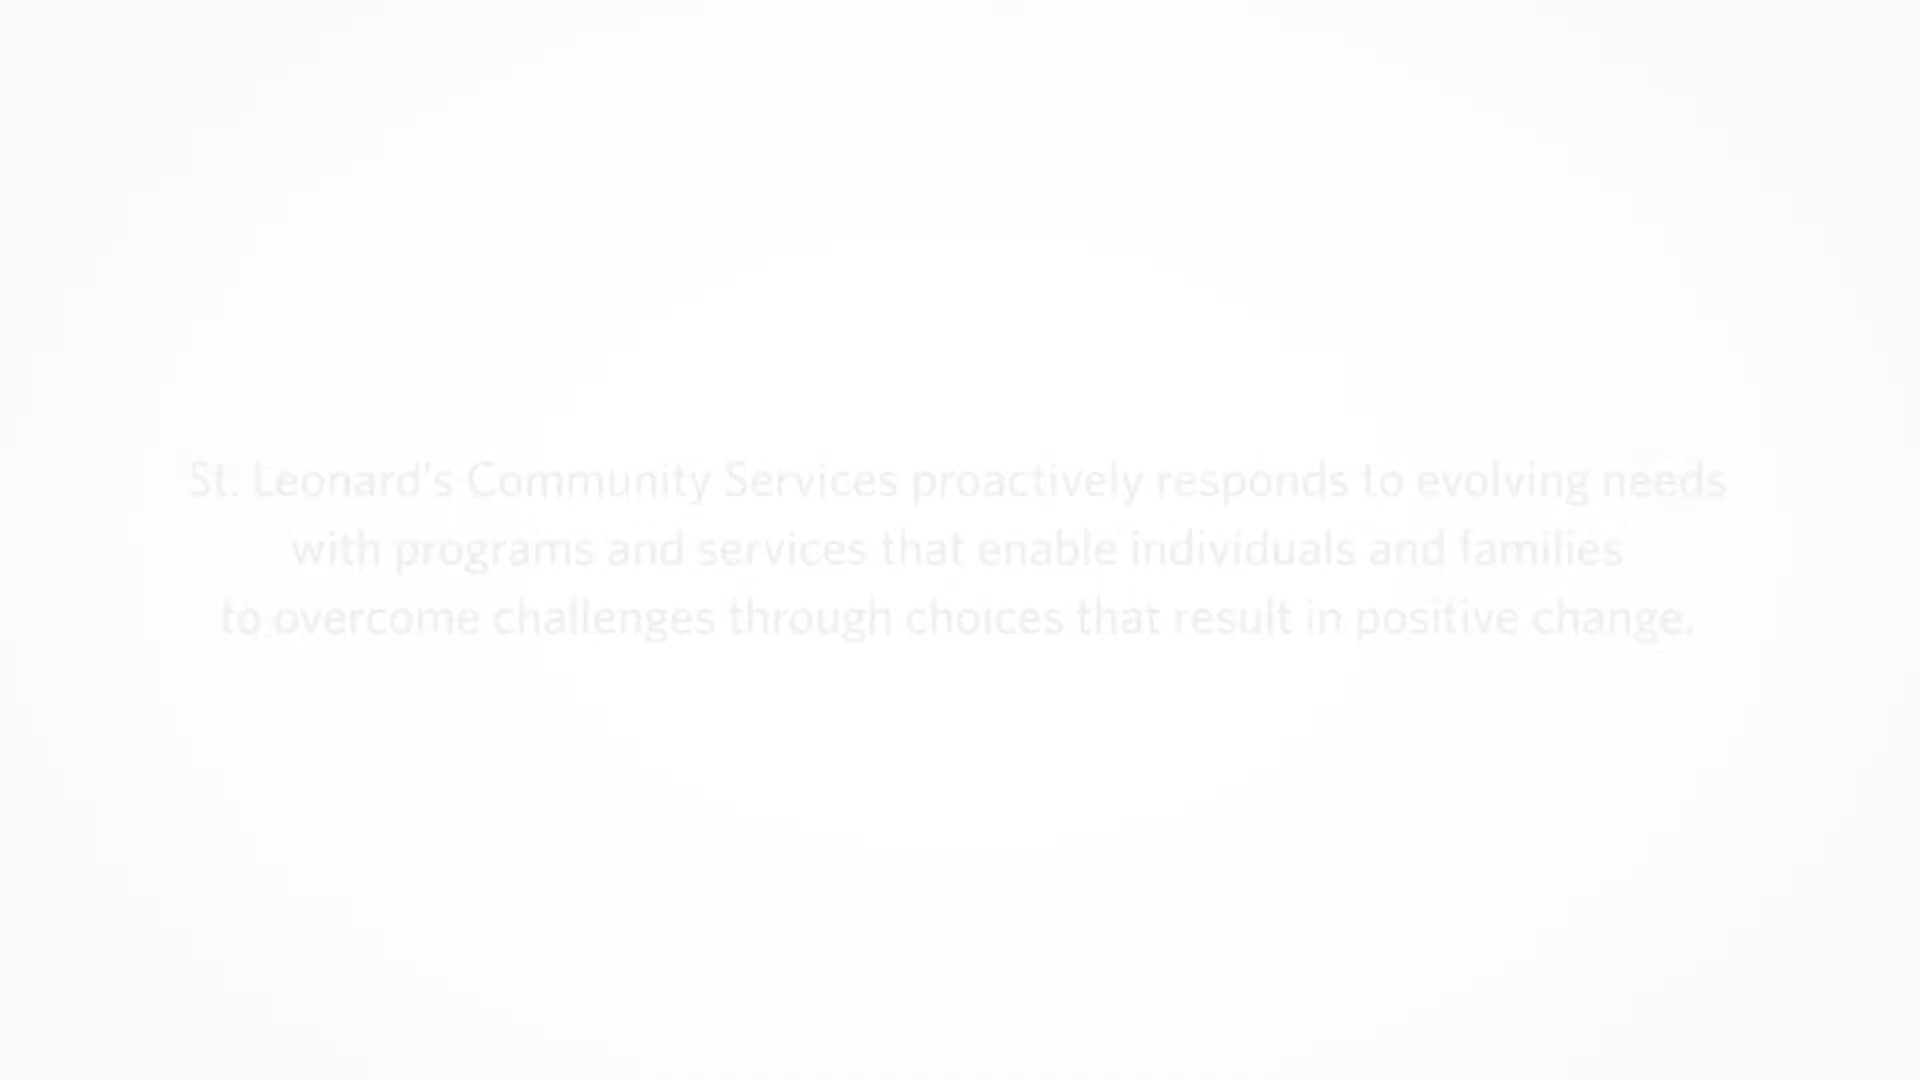 St. Leonard's Community Services proactively responds to evolving needs
with programs and services that enable individuals and families
to overcome challenges through choices that result in positive change.